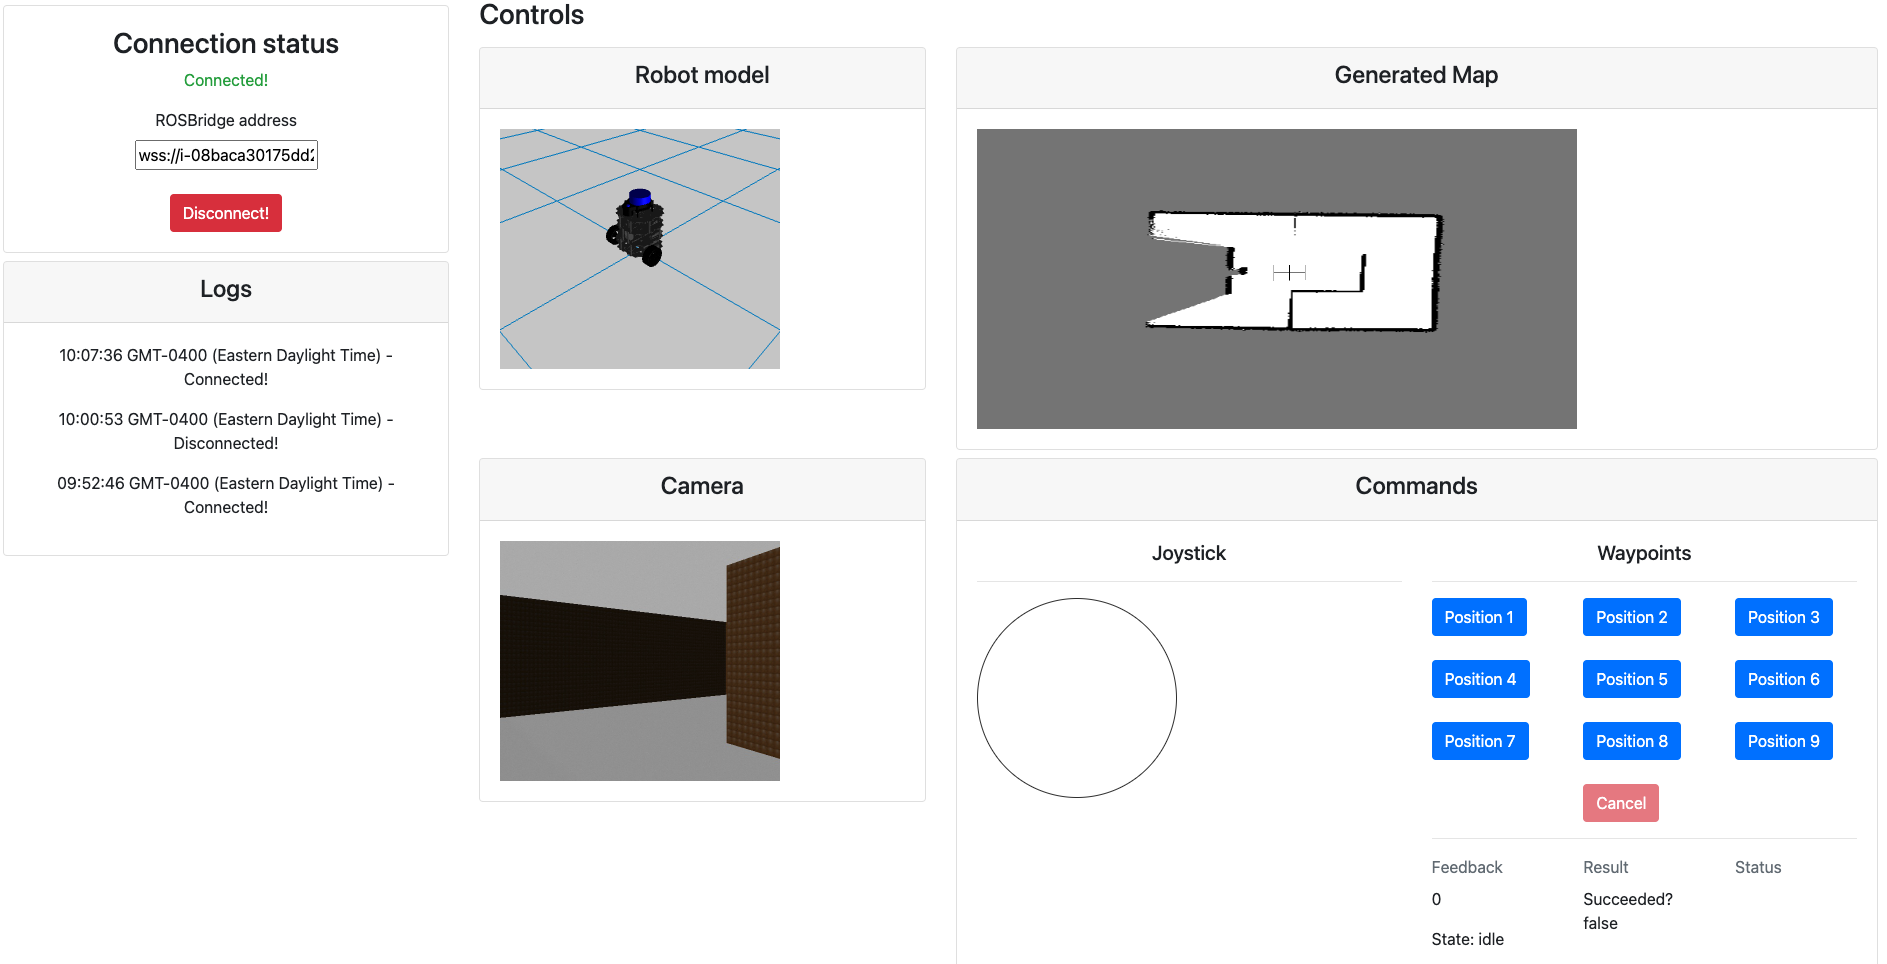 Connection status
Connected!
ROSBridge address
wss://i-08baca30175dd2
Disconnect!
Logs
10:07:36 GMT-0400 (Eastern Daylight Time) -
Connected!
10:00:53 GMT-0400 (Eastern Daylight Time) -
Disconnected!
09:52:46 GMT-0400 (Eastern Daylight Time) -
Connected!
Controls
Robot model
Generated Map
Camera
Commands
Joystick
Waypoints
Position 1
Position 2
Position 3
Position 4
Position 5
Position 6
Position 7
Position 8
Position 9
Cancel
Feedback
0
State: idle
Result
Succeeded?
false
Status